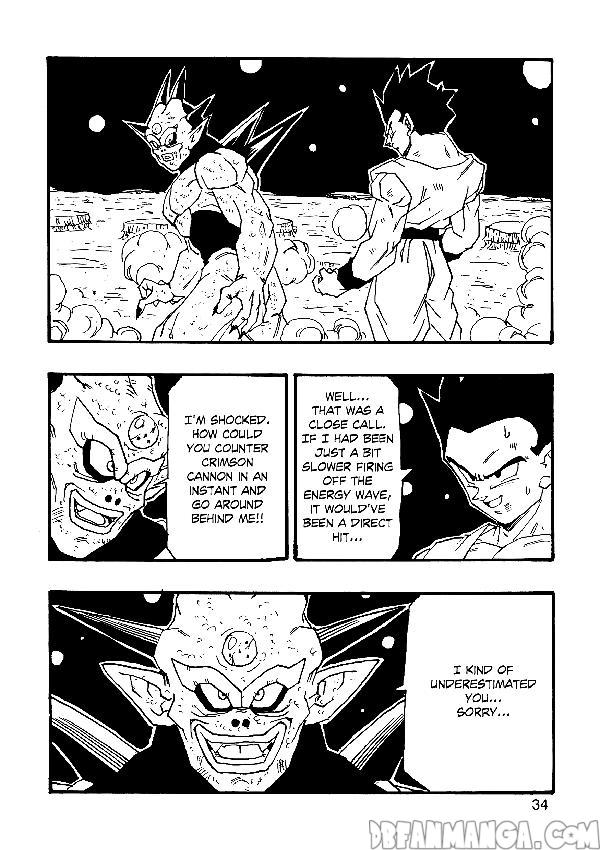 WELL...
THAT WAS A
CLOSE CALL.
IF I HAD BEEN
JUST A BIT
SLOWER FIRING
OFF THE
ENERGY WAVE,
IT WOULD'VE
BEEN A DIRECT
HIT...
I'M SHOCKED.
HOW COULD
YOU COUNTER
CRIMSON
CANNON IN
AN INSTANT
AND GO
AROUND
BEHIND ME!!
I KIND OF
UNDERESTIMATED
YOU...
SORRY...
34
DBFANMANGA.COM